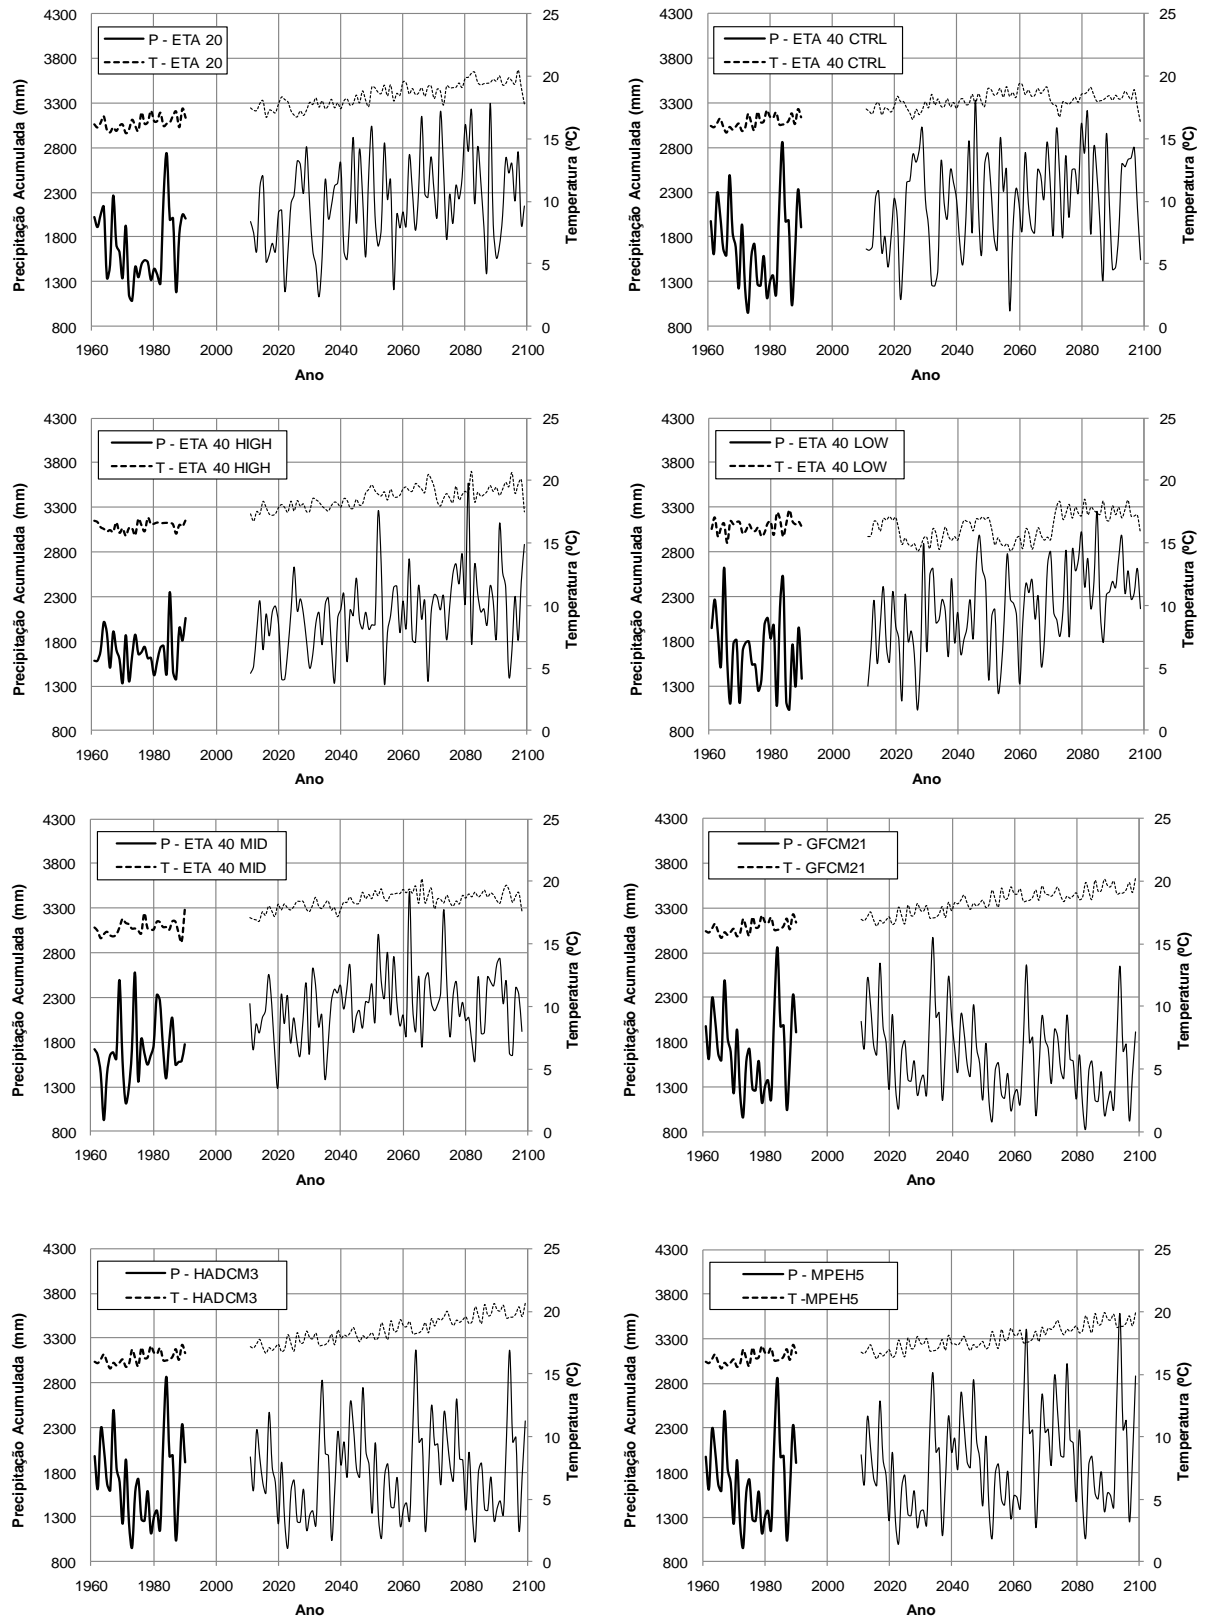 4300
3800
3300
2800
2300
1800
1300
800
Precipitação Acumulada (mm)
P - ETA 20
T - ETA 20
25
20
15
10
5
0
Temperatura (ºC)
1960 1980 2000 2020 2040 2060 2080 2100
Ano
4300
3800
3300
2800
2300
1800
1300
800
Precipitação Acumulada (mm)
P - ETA 40 CTRL
T - ETA 40 CTRL
25
20
15
10
5
0
Temperatura (ºC)
1960 1980 2000 2020 2040 2060 2080 2100
Ano
4300
3800
3300
2800
2300
1800
1300
800
Precipitação Acumulada (mm)
P - ETA 40 HIGH
T - ETA 40 HIGH
25
20
15
10
5
0
Temperatura (ºC)
1960 1980 2000 2020 2040 2060 2080 2100
Ano
4300
3800
3300
2800
2300
1800
1300
800
Precipitação Acumulada (mm)
P - ETA 40 LOW
T - ETA 40 LOW
25
20
15
10
5
0
Temperatura (ºC)
1960 1980 2000 2020 2040 2060 2080 2100
Ano
4300
3800
3300
2800
2300
1800
1300
800
Precipitação Acumulada (mm)
P - ETA 40 MID
T - ETA 40 MID
25
20
15
10
5
0
Temperatura (ºC)
1960 1980 2000 2020 2040 2060 2080 2100
Ano
4300
3800
3300
2800
2300
1800
1300
800
Precipitação Acumulada (mm)
P - GFCM21
T - GFCM21
25
20
15
10
5
0
Temperatura (ºC)
1960 1980 2000 2020 2040 2060 2080 2100
Ano
4300
3800
3300
2800
2300
1800
1300
800
Precipitação Acumulada (mm)
P - HADCM3
T - HADCM3
25
20
15
10
5
0
Temperatura (ºC)
1960 1980 2000 2020 2040 2060 2080 2100
Ano
4300
3800
3300
2800
2300
1800
1300
800
Precipitação Acumulada (mm)
P - MPEH5
T -MPEH5
25
20
15
10
5
0
Temperatura (ºC)
1960 1980 2000 2020 2040 2060 2080 2100
Ano